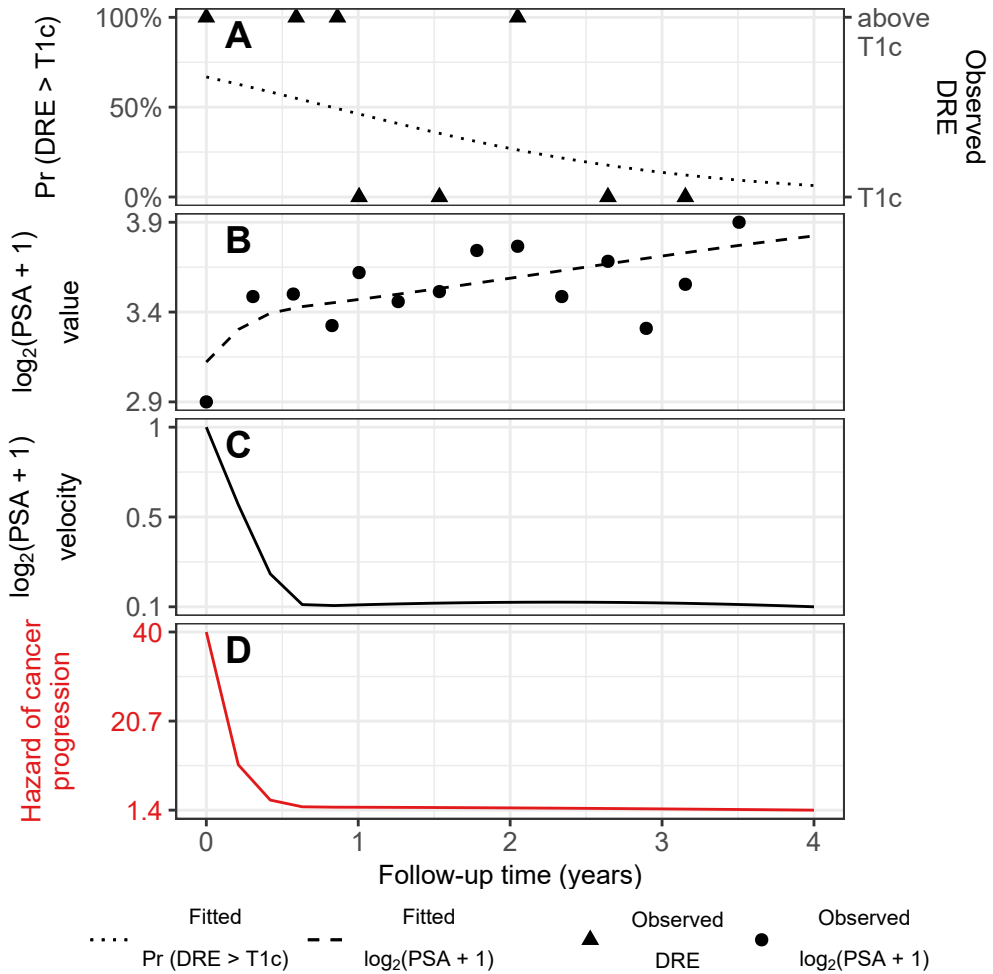 Pr (DRE > T1c)
100%
50%
0%
A
above
T1c
T1c
Observed
DRE
log₂(PSA + 1)
value
3.9
3.4
2.9
B
log₂(PSA + 1)
velocity
1
0.5
0.1
C
Hazard of cancer
progression
40
20.7
1.4
D
0 1 2 3 4
Follow-up time (years)
Fitted
Pr (DRE > T1c)
Fitted
log₂(PSA + 1)
Observed
DRE
Observed
log₂(PSA + 1)